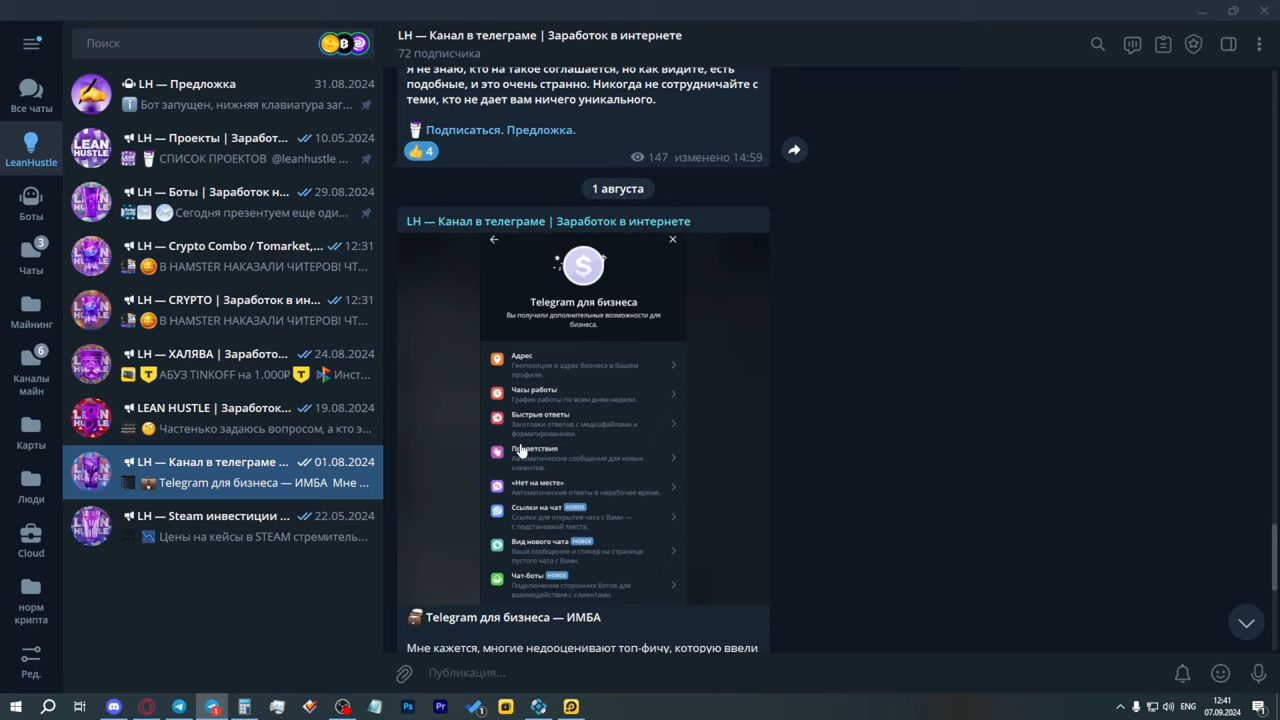 Поиск
LH — Канал в телеграме | Заработок в интернете
72 подписчика
Все чаты
LeanHustle
Боты
3
Чаты
Майнинг
6
Каналы
майн
Карты
Люди
Cloud
норм
крипта
Ред.
LH — Предложка 31.08.2024
Бот запущен, нижняя клавиатура заг...
LH — Проекты | Заработ... 10.05.2024
СПИСОК ПРОЕКТОВ @leanhustle ...
LH — Боты | Заработок н... 29.08.2024
Сегодня презентуем еще оди...
LH — Crypto Combo / Tomarket,... 12:31
В HAMSTER НАКАЗАЛИ ЧИТЕРОВ! ЧТ...
LH — CRYPTO | Заработок в ин... 12:31
В HAMSTER НАКАЗАЛИ ЧИТЕРОВ! ЧТ...
LH — ХАЛЯВА | Заработо... 24.08.2024
АБУЗ TINKOFF на 1.000₽ Инст...
LEAN HUSTLE | Заработок... 19.08.2024
Частенько задаюсь вопросом, а кто э...
LH — Канал в телеграме ... 01.08.2024
Telegram для бизнеса — ИМБА Мне ...
LH — Steam инвестиции ... 22.05.2024
Цены на кейсы в STEAM стремитель...
Я не знаю, кто на такое соглашается, но как видите, есть
подобные, и это очень странно. Никогда не сотрудничайте с
теми, кто не дает вам ничего уникального.
Подписаться. Предложка.
4
147 изменено 14:59
1 августа
LH — Канал в телеграме | Заработок в интернете
Telegram для бизнеса
Вы получили дополнительные возможности для
бизнеса.
Адрес
Геопозиция и адрес бизнеса в Вашем
профиле.
Часы работы
График работы по всем дням недели.
Быстрые ответы
Заготовки ответов с медиафайлами и
форматированием.
Приветствия
Автоматические сообщения для новых
клиентов.
«Нет на месте»
Автоматические ответы в нерабочее время.
Ссылки на чат НОВОЕ
Ссылки для открытия чата с Вами —
с подстановкой текста.
Вид нового чата НОВОЕ
Ваше сообщение и стикер на странице
пустого чата с Вами.
Чат-боты НОВОЕ
Подключение сторонних ботов для
взаимодействия с клиентами.
Telegram для бизнеса — ИМБА
Мне кажется, многие недооценивают топ-фичу, которую ввели
Публикация...
ENG
12:41
07.09.2024